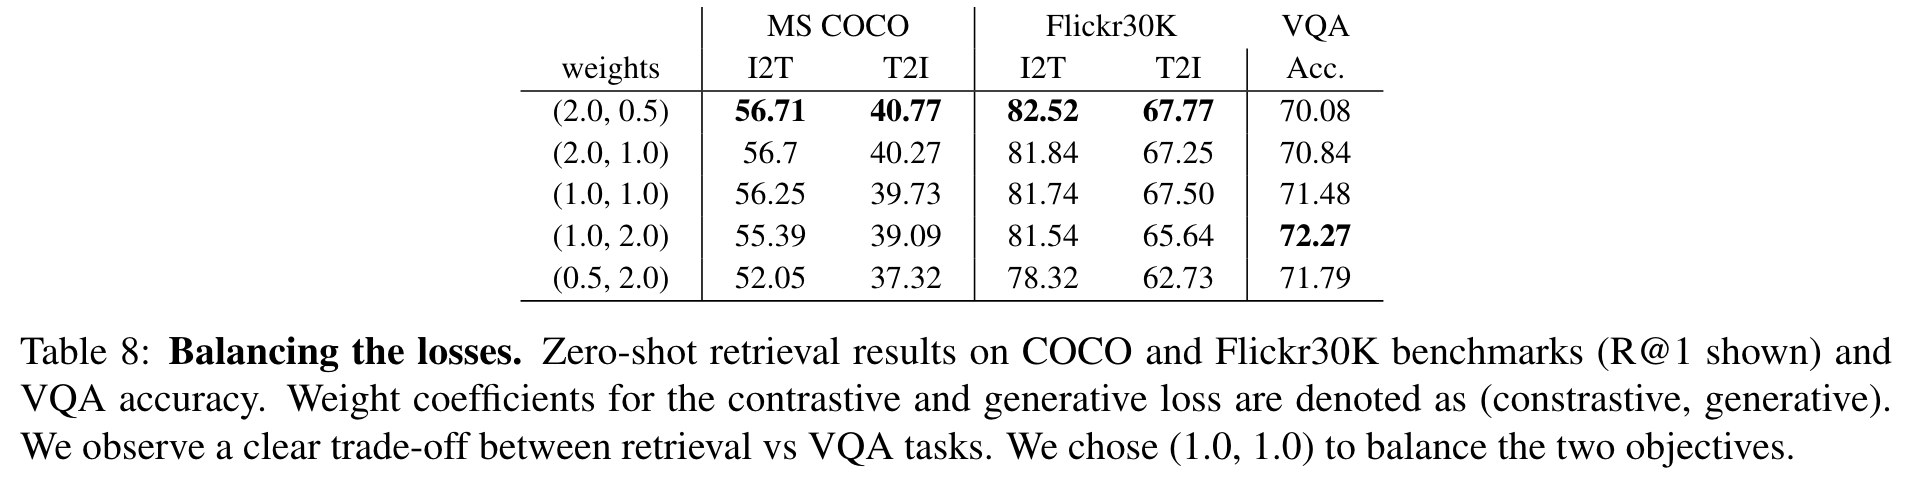 MS COCO Flickr30K VQA
weights I2T T2I I2T T2I Acc.
(2.0, 0.5) 56.71 40.77 82.52 67.77 70.08
(2.0, 1.0) 56.7 40.27 81.84 67.25 70.84
(1.0, 1.0) 56.25 39.73 81.74 67.50 71.48
(1.0, 2.0) 55.39 39.09 81.54 65.64 72.27
(0.5, 2.0) 52.05 37.32 78.32 62.73 71.79
Table 8: Balancing the losses. Zero-shot retrieval results on COCO and Flickr30K benchmarks (R@1 shown) and
VQA accuracy. Weight coefficients for the contrastive and generative loss are denoted as (constrastive, generative).
We observe a clear trade-off between retrieval vs VQA tasks. We chose (1.0, 1.0) to balance the two objectives.